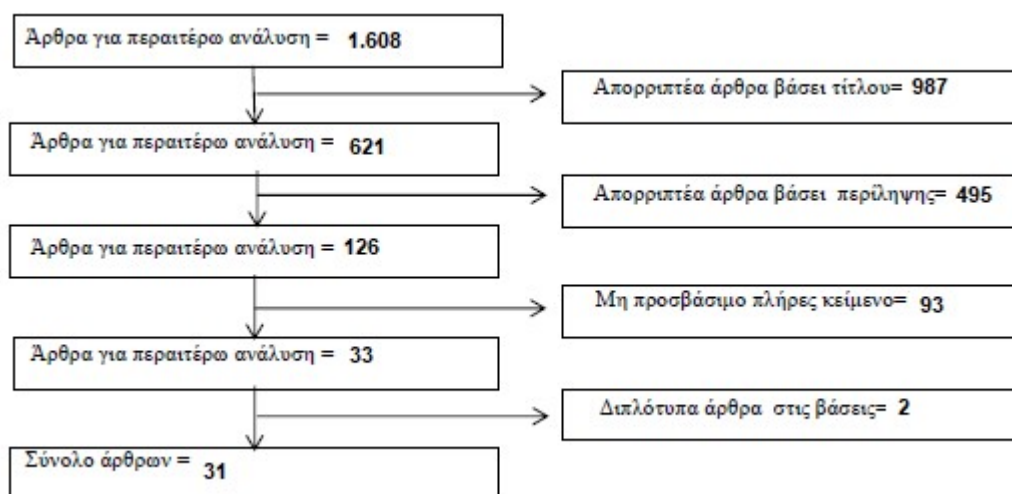 Άρθρα για περαιτέρω ανάλυση = 1.608
Απορριπτέα άρθρα βάσει τίτλου= 987
Άρθρα για περαιτέρω ανάλυση = 621
Απορριπτέα άρθρα βάσει περίληψης= 495
Άρθρα για περαιτέρω ανάλυση = 126
Μη προσβάσιμο πλήρες κείμενο= 93
Άρθρα για περαιτέρω ανάλυση = 33
Διπλότυπα άρθρα στις βάσεις= 2
Σύνολο άρθρων = 31